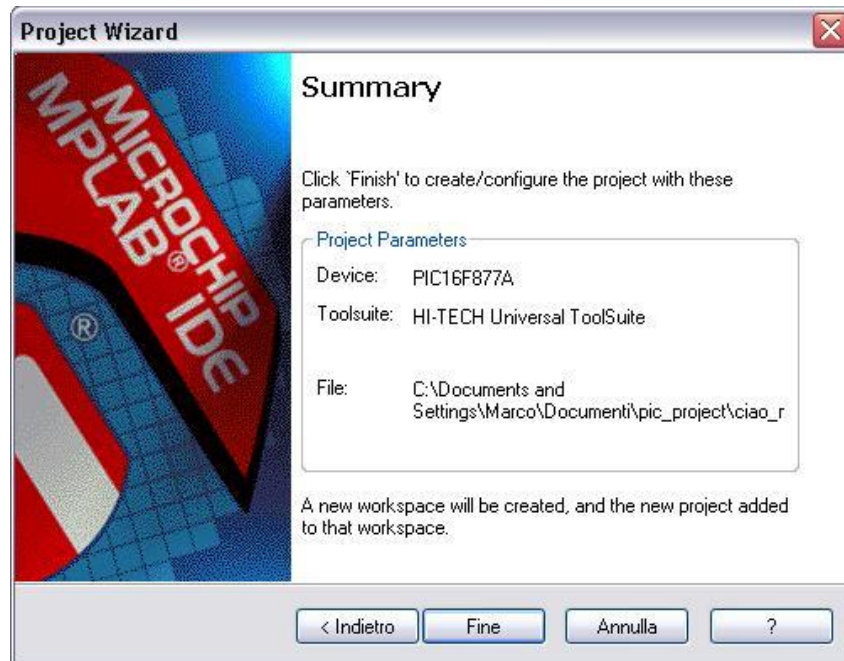 Project Wizard
MICROCHIP
MPLAB® IDE
®
Summary
Click `Finish' to create/configure the project with these
parameters.
Project Parameters
Device: PIC16F877A
Toolsuite: HI-TECH Universal ToolSuite
File: C:\Documents and
Settings\Marco\Documenti\pic_project\ciao_r
A new workspace will be created, and the new project added
to that workspace.
< Indietro Fine Annulla ?